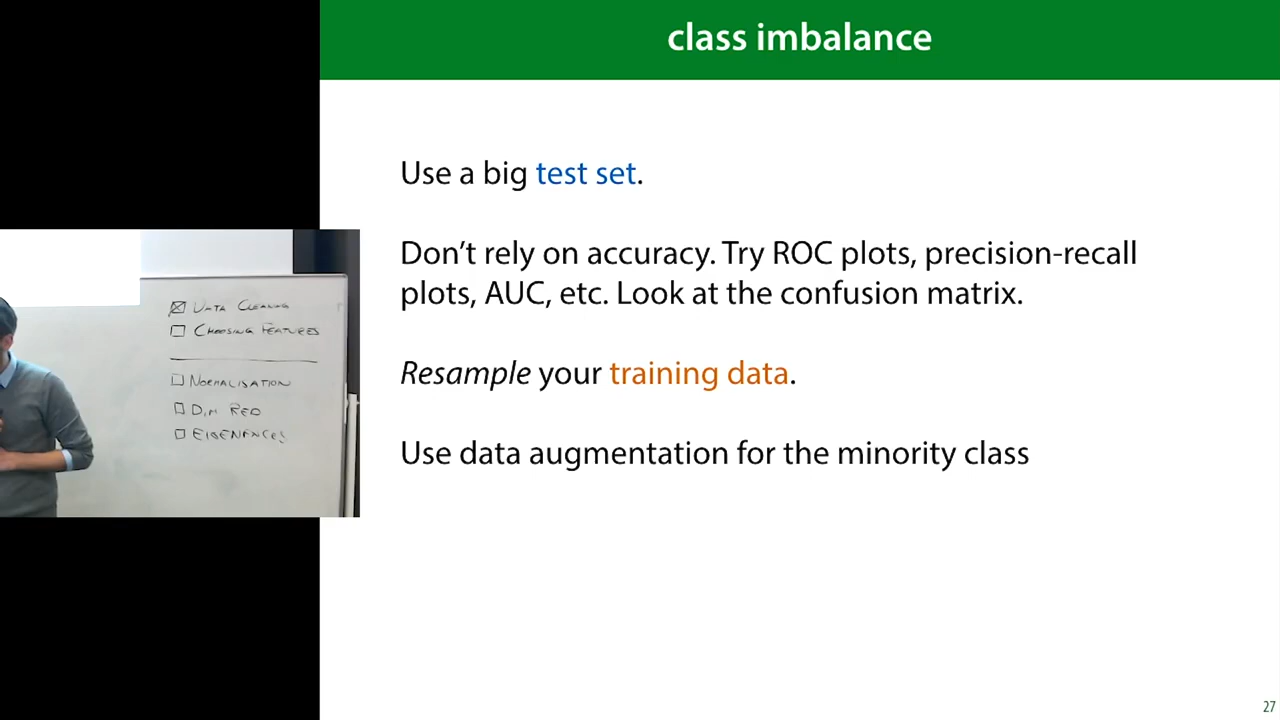 class imbalance
Use a big test set.
Don't rely on accuracy. Try ROC plots, precision-recall
plots, AUC, etc. Look at the confusion matrix.
Resample your training data.
Use data augmentation for the minority class
DATA CLEANING
CHOOSING FEATURES
NORMALISATION
DIM RED
EIGENFACES
27